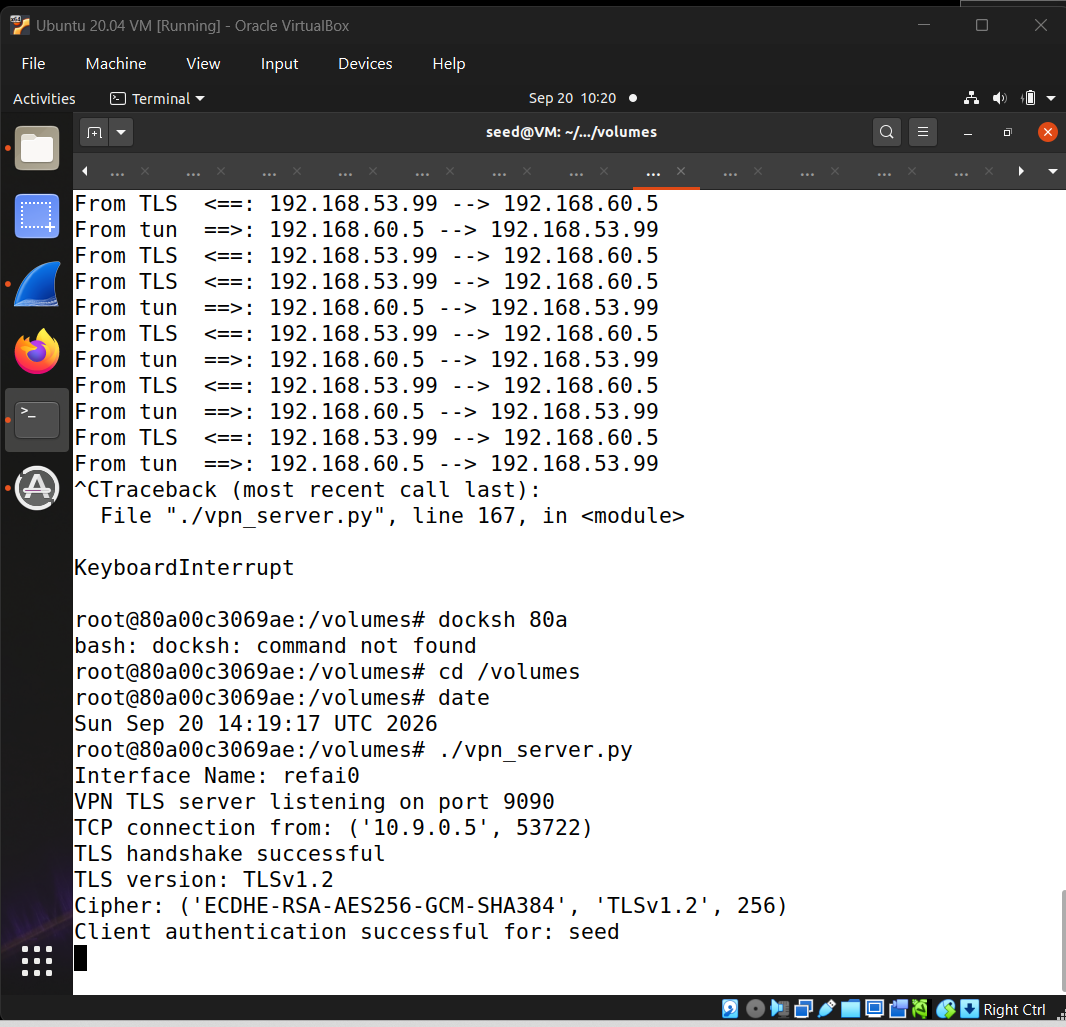 Ubuntu 20.04 VM [Running] - Oracle VirtualBox
File Machine View Input Devices Help
Activities Terminal Sep 20 10:20
seed@VM: ~/.../volumes
... ... ... ... ... ... ... ... ... ... ... ...
From TLS  <==: 192.168.53.99 --> 192.168.60.5
From tun  ==>: 192.168.60.5 --> 192.168.53.99
From TLS  <==: 192.168.53.99 --> 192.168.60.5
From TLS  <==: 192.168.53.99 --> 192.168.60.5
From tun  ==>: 192.168.60.5 --> 192.168.53.99
From TLS  <==: 192.168.53.99 --> 192.168.60.5
From tun  ==>: 192.168.60.5 --> 192.168.53.99
From TLS  <==: 192.168.53.99 --> 192.168.60.5
From tun  ==>: 192.168.60.5 --> 192.168.53.99
From TLS  <==: 192.168.53.99 --> 192.168.60.5
From tun  ==>: 192.168.60.5 --> 192.168.53.99
^CTraceback (most recent call last):
  File "./vpn_server.py", line 167, in <module>
KeyboardInterrupt
root@80a00c3069ae:/volumes# docksh 80a
bash: docksh: command not found
root@80a00c3069ae:/volumes# cd /volumes
root@80a00c3069ae:/volumes# date
Sun Sep 20 14:19:17 UTC 2026
root@80a00c3069ae:/volumes# ./vpn_server.py
Interface Name: refai0
VPN TLS server listening on port 9090
TCP connection from: ('10.9.0.5', 53722)
TLS handshake successful
TLS version: TLSv1.2
Cipher: ('ECDHE-RSA-AES256-GCM-SHA384', 'TLSv1.2', 256)
Client authentication successful for: seed
Right Ctrl